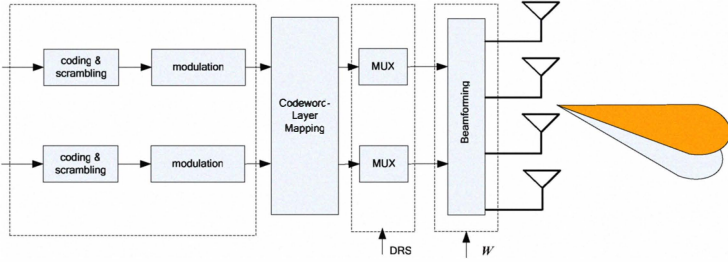 coding &
scrambling
modulation
Codeword-
Layer
Mapping
MUX
Beamforming
coding &
scrambling
modulation
MUX
DRS
W